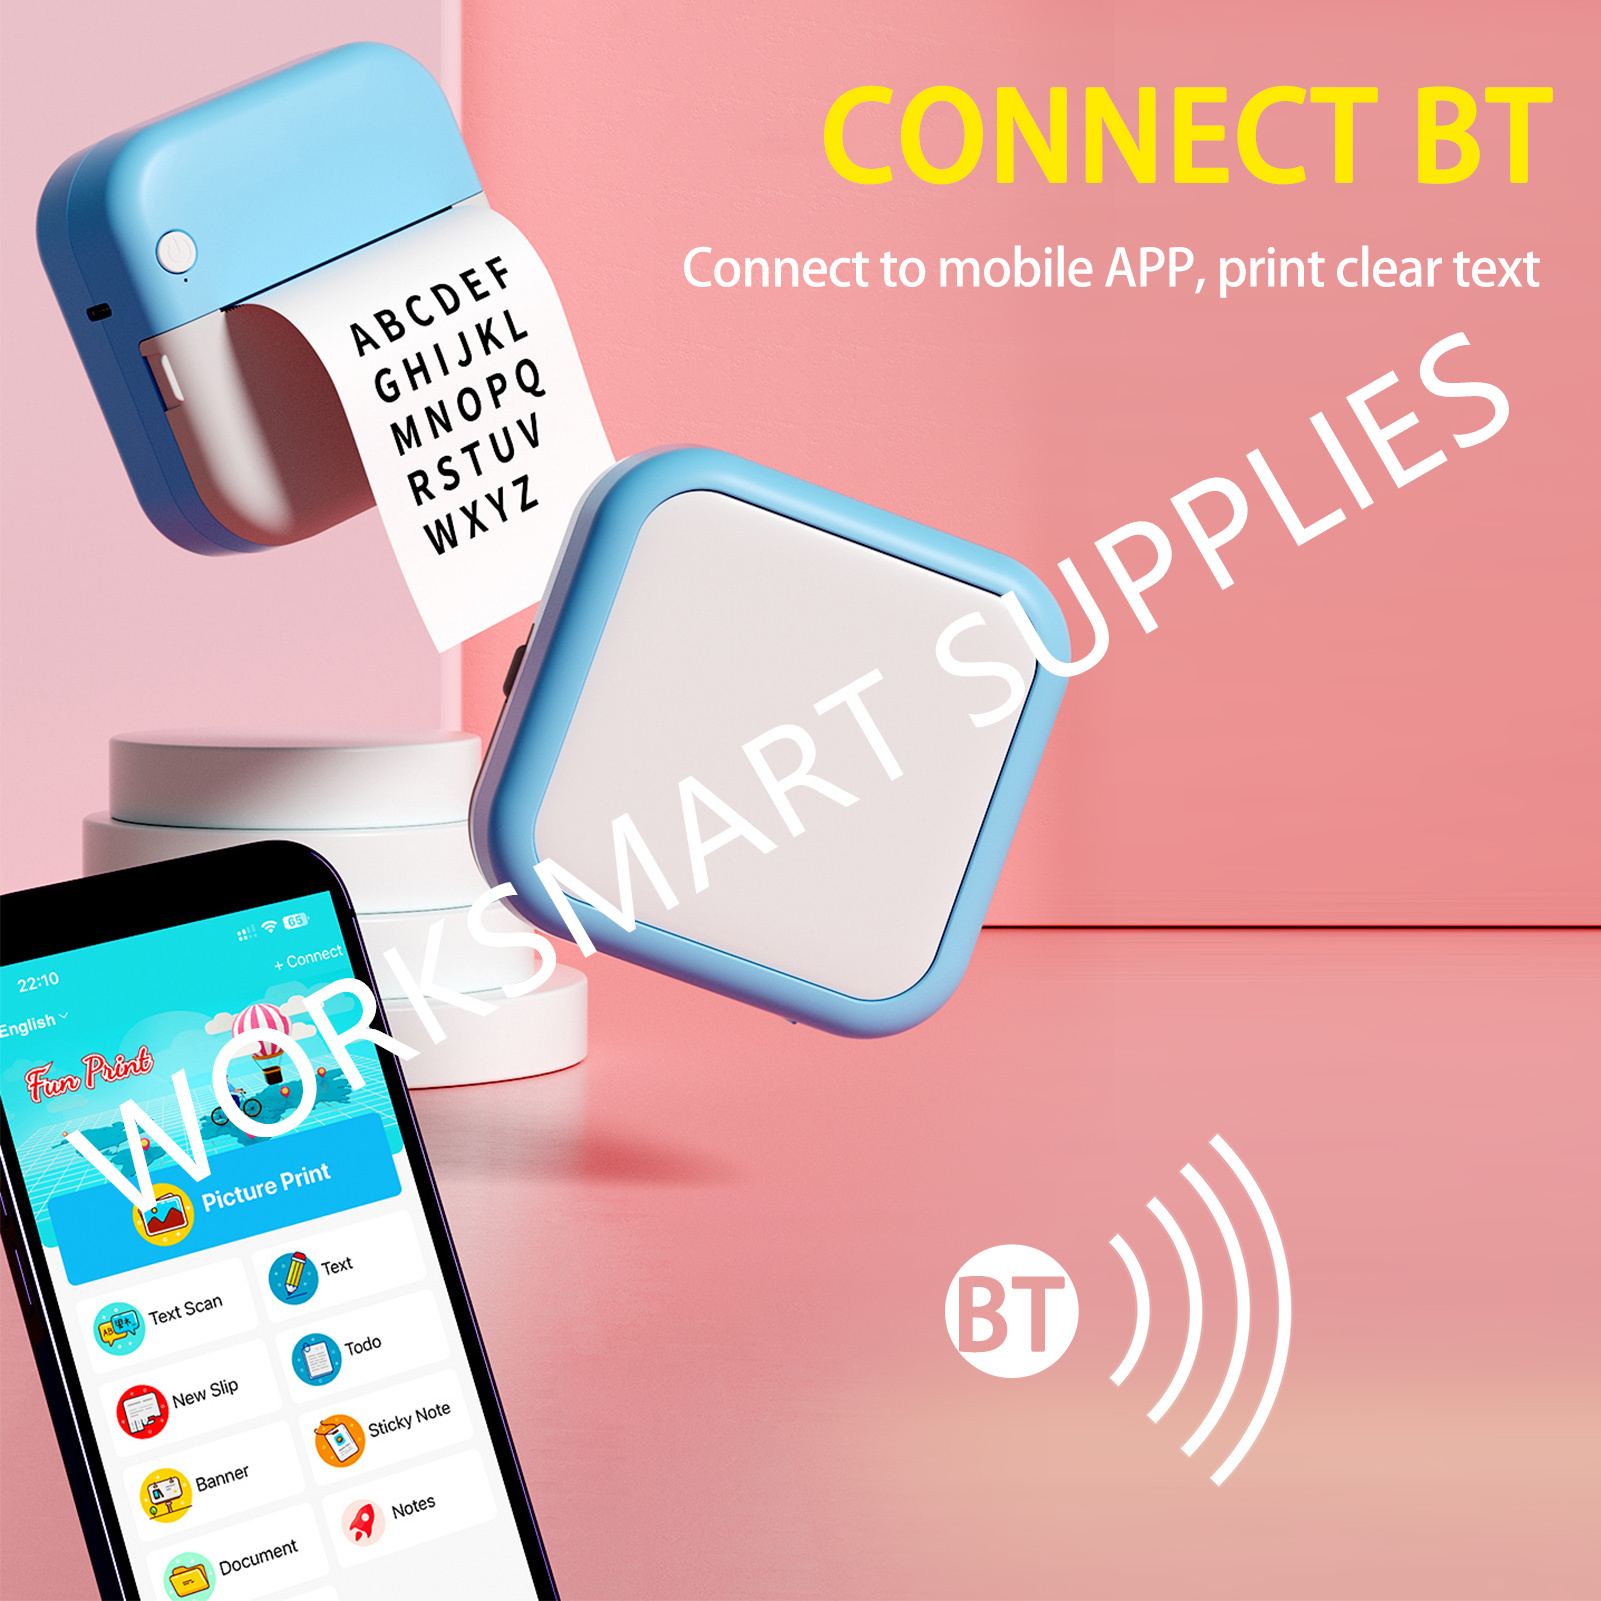 CONNECT BT
Connect to mobile APP, print clear text
ABCDEF
GHIJKL
MNOPQ
RSTUV
WXYZ
WORKSMART SUPPLIES
65
22:10
+ Connect
English
Fun Print
Picture Print
Text Scan
Text
New Slip
Todo
Banner
Sticky Note
Document
Notes
BT